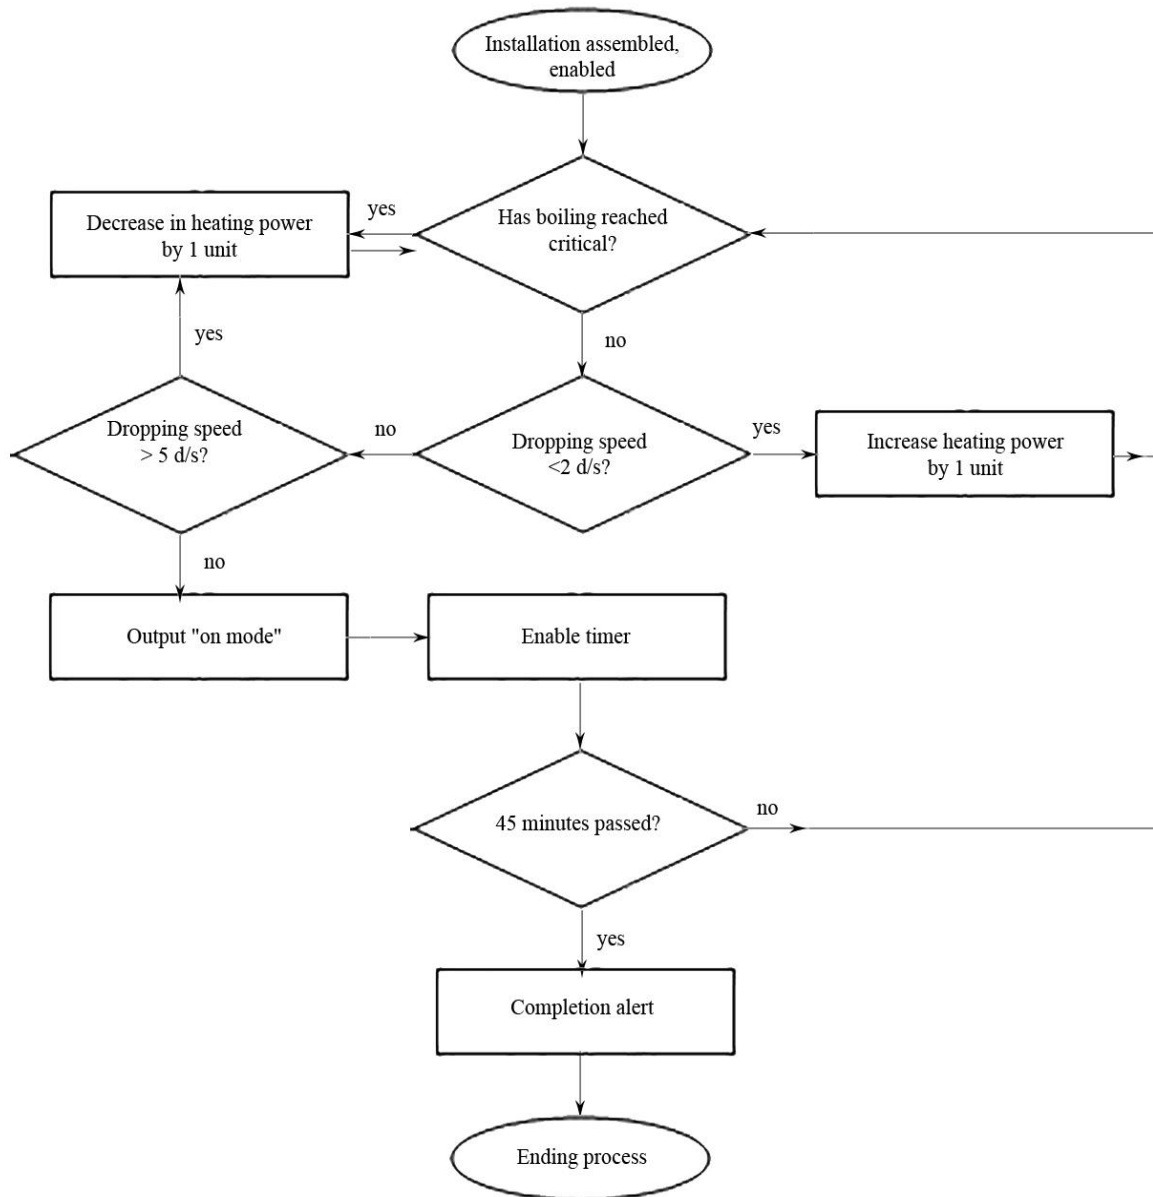 Installation assembled,
enabled
Has boiling reached
critical?
yes
Decrease in heating power
by 1 unit
no
yes
Dropping speed
<2 d/s?
yes
Increase heating power
by 1 unit
no
Dropping speed
> 5 d/s?
no
Output "on mode"
Enable timer
45 minutes passed?
no
yes
Completion alert
Ending process